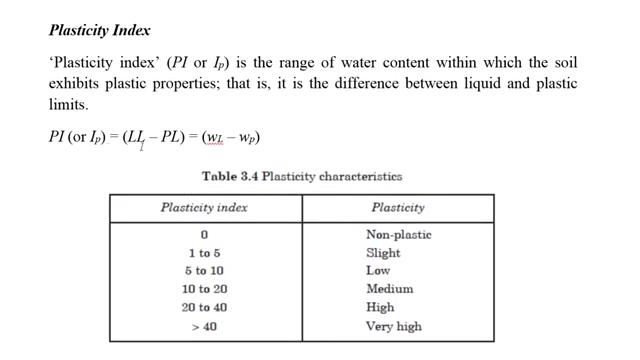 Plasticity Index
‘Plasticity index’ (PI or Ip) is the range of water content within which the soil
exhibits plastic properties; that is, it is the difference between liquid and plastic
limits.
PI (or Ip) = (LL – PL) = (wL – wp)
Table 3.4 Plasticity characteristics
Plasticity index Plasticity
0 Non-plastic
1 to 5 Slight
5 to 10 Low
10 to 20 Medium
20 to 40 High
> 40 Very high